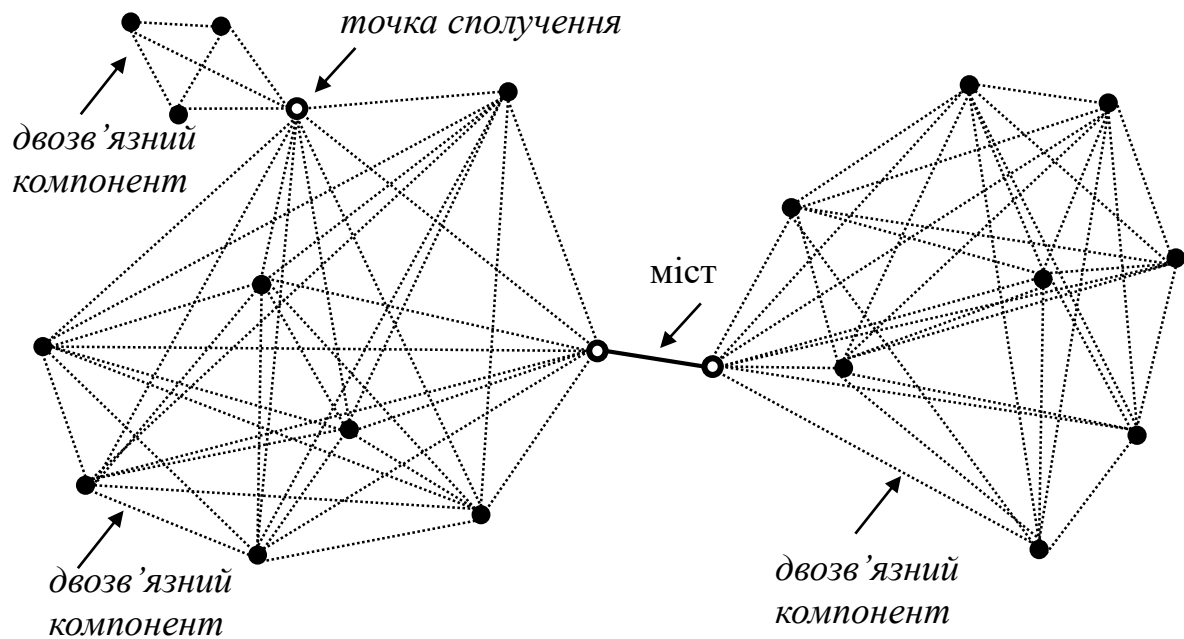 точка сполучення
двозв’язний
компонент
міст
двозв’язний
компонент
двозв’язний
компонент